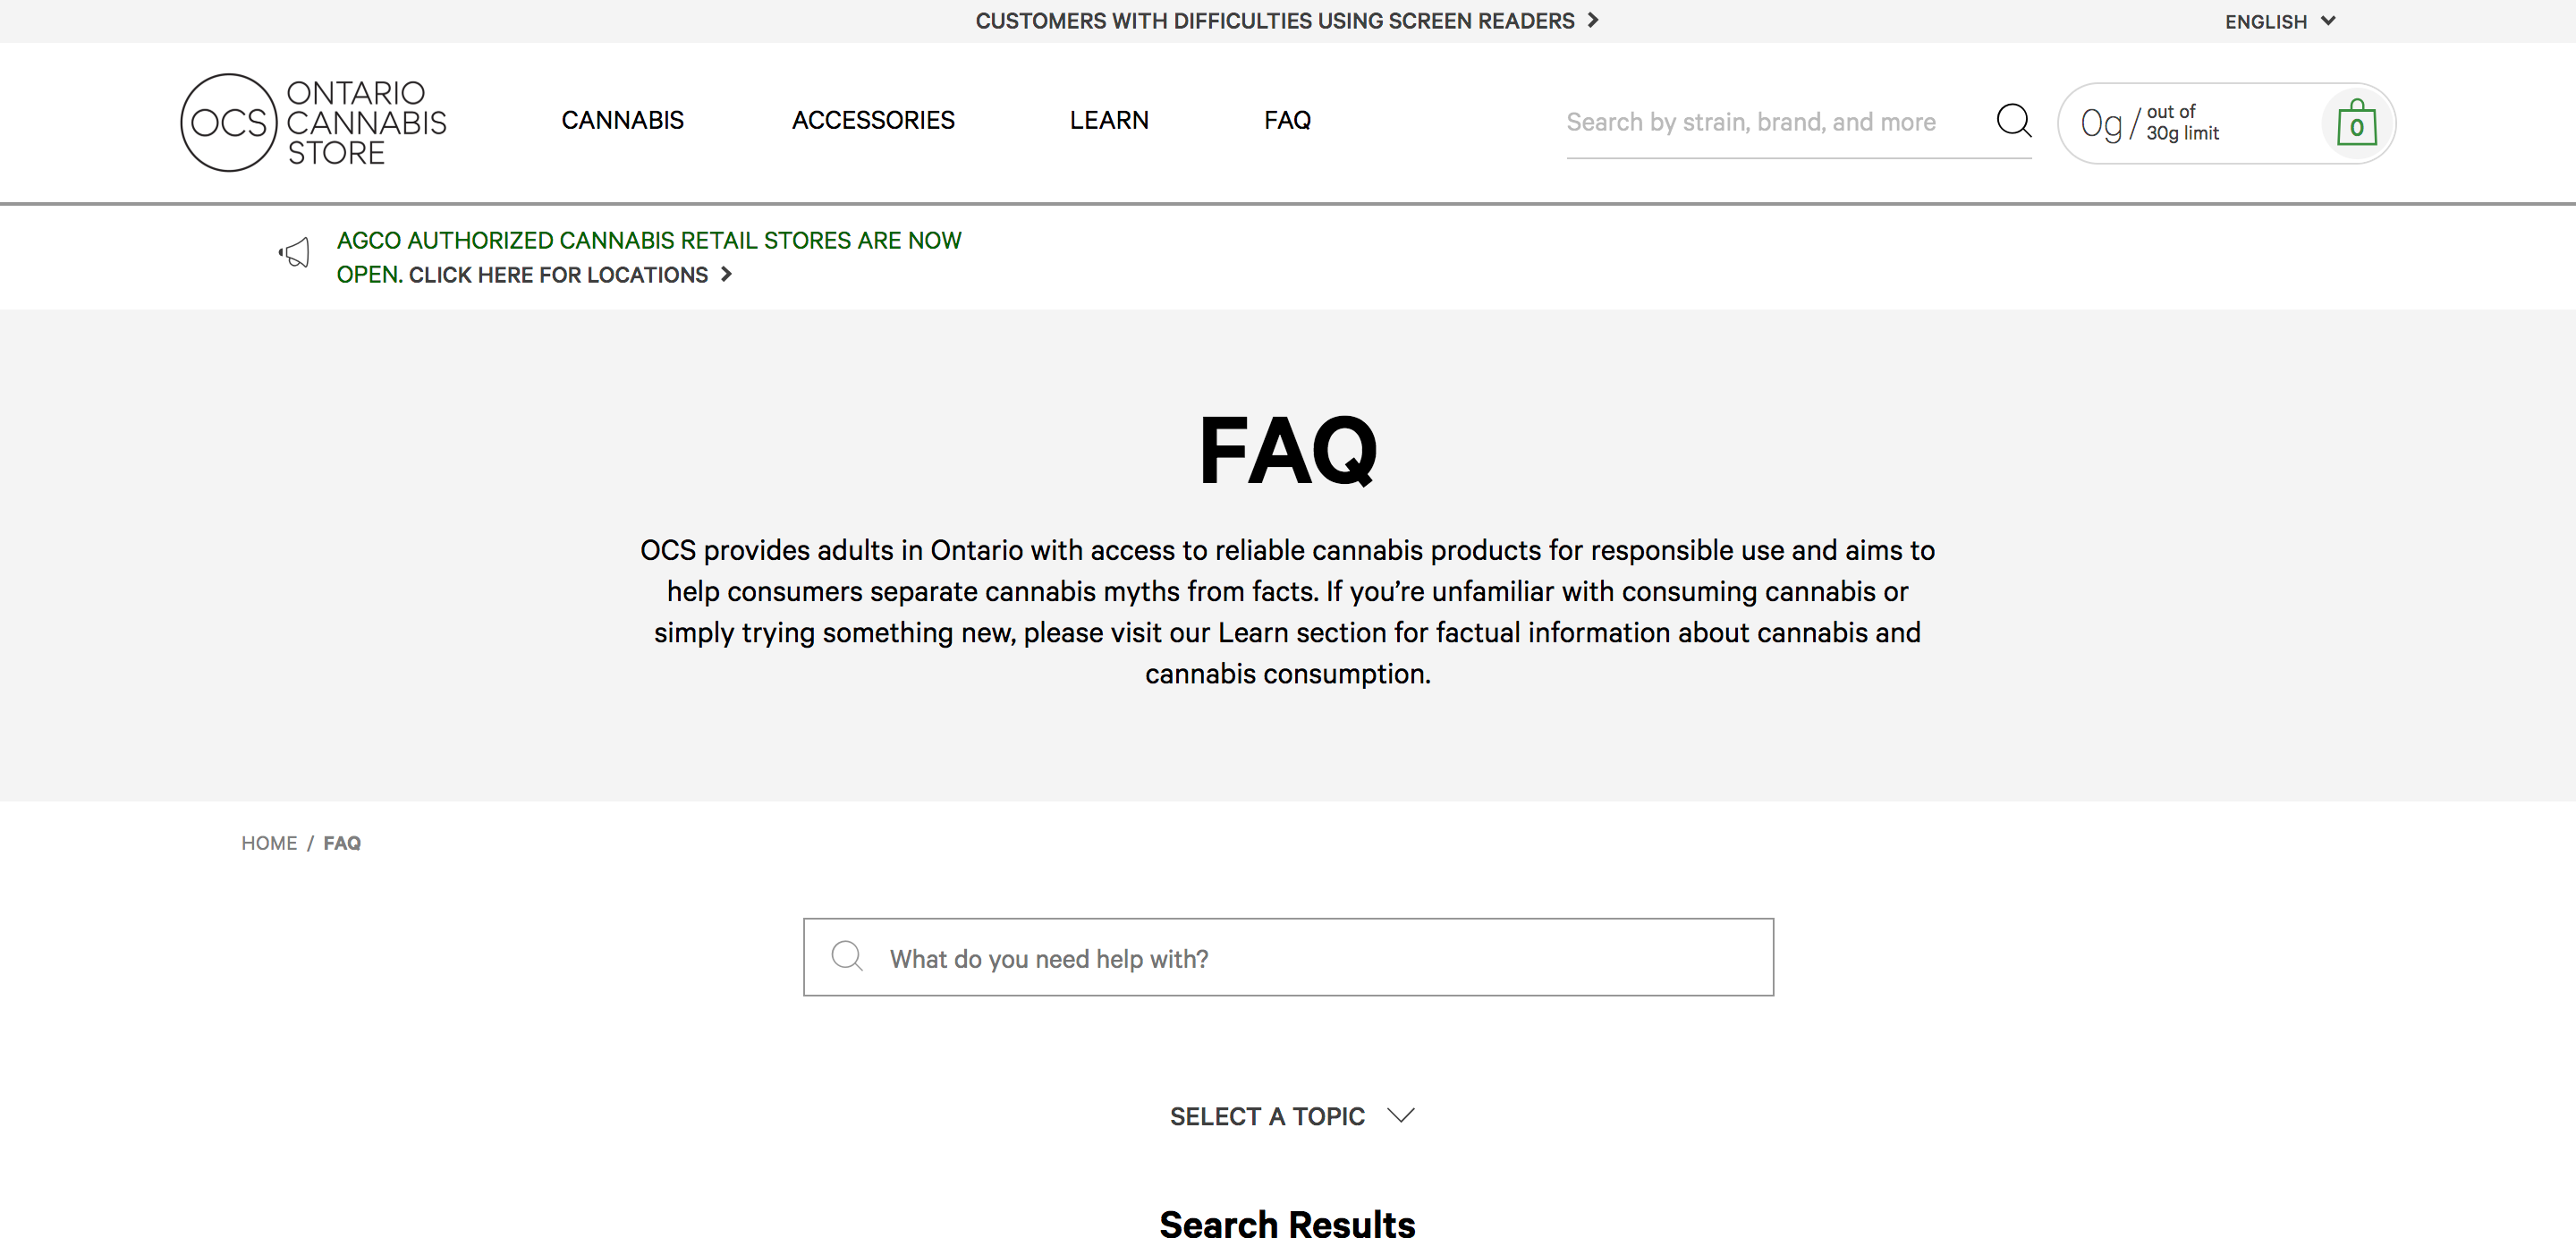 CUSTOMERS WITH DIFFICULTIES USING SCREEN READERS
ENGLISH
OCS
ONTARIO
CANNABIS
STORE
CANNABIS
ACCESSORIES
LEARN
FAQ
Search by strain, brand, and more
0g/
out of
30g limit
0
AGCO AUTHORIZED CANNABIS RETAIL STORES ARE NOW
OPEN. CLICK HERE FOR LOCATIONS
FAQ
OCS provides adults in Ontario with access to reliable cannabis products for responsible use and aims to
help consumers separate cannabis myths from facts. If you’re unfamiliar with consuming cannabis or
simply trying something new, please visit our Learn section for factual information about cannabis and
cannabis consumption.
HOME / FAQ
What do you need help with?
SELECT A TOPIC
Search Results